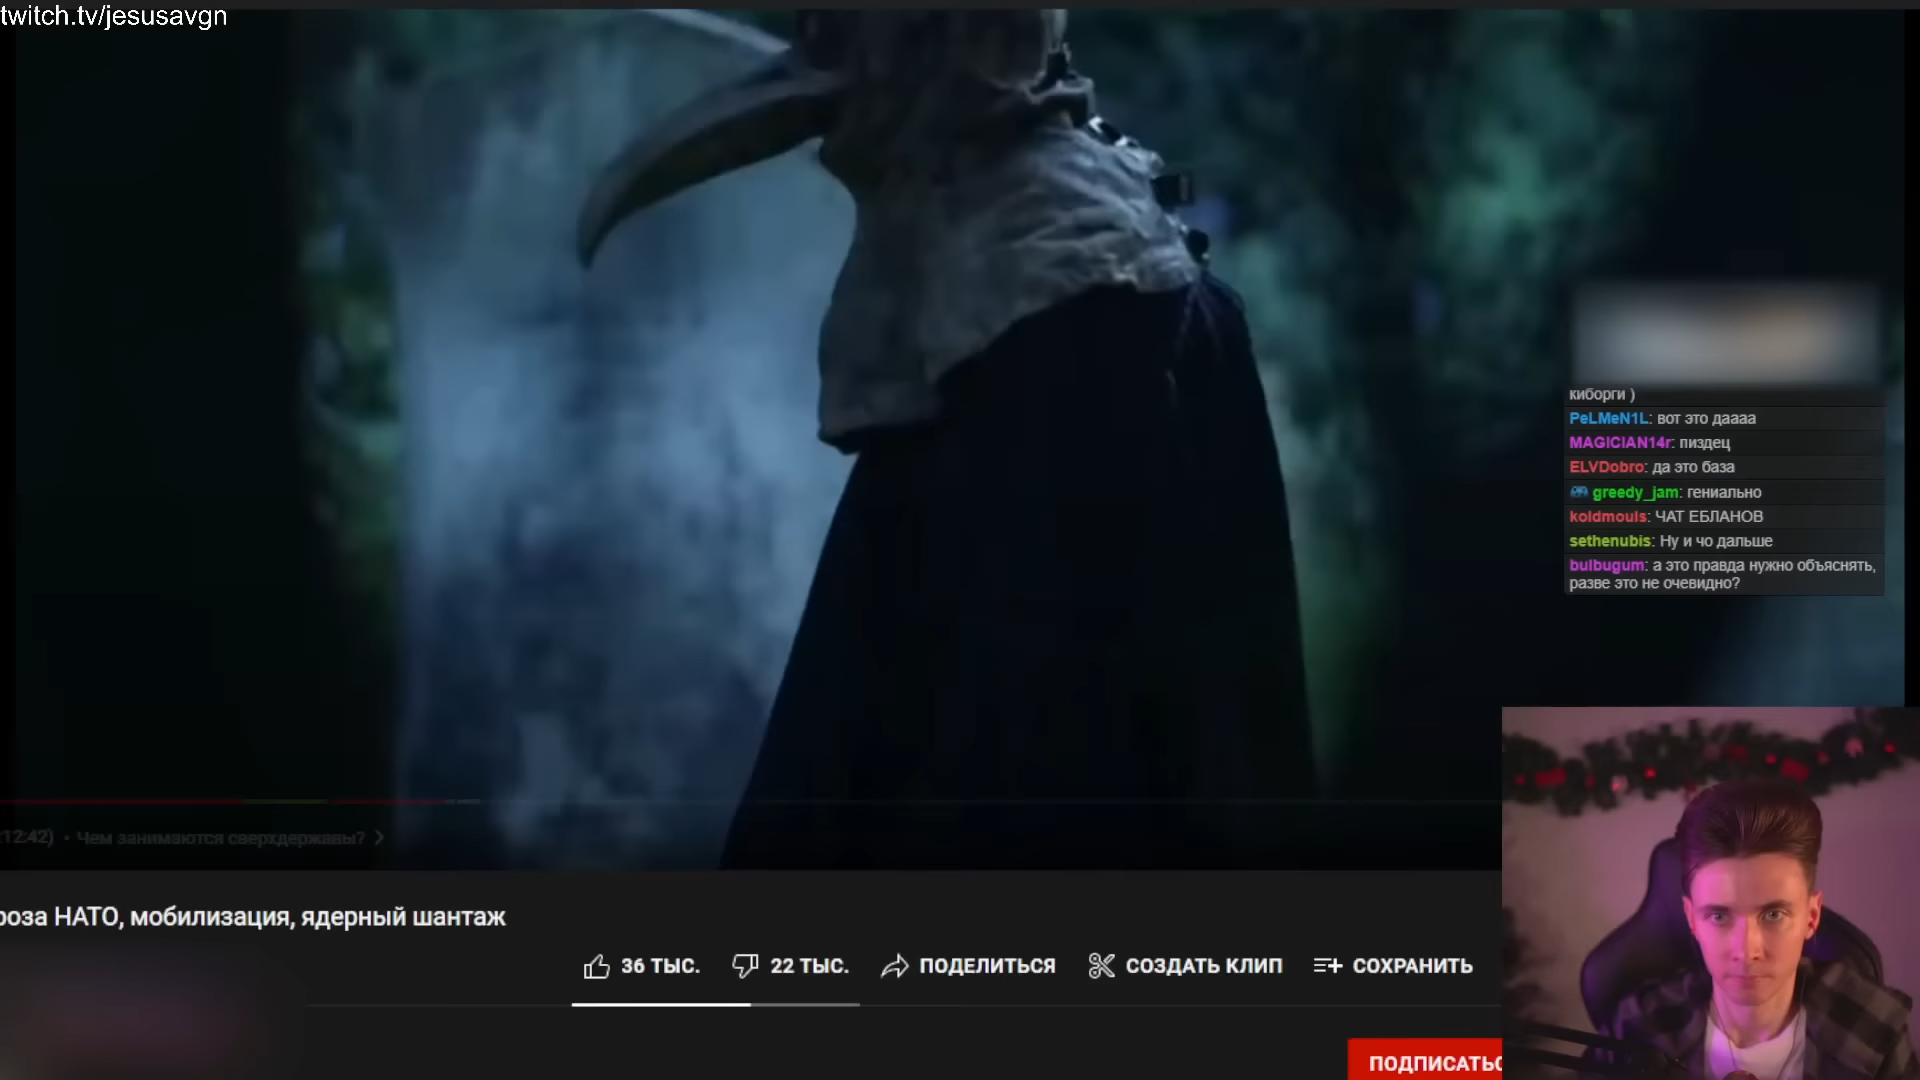 twitch.tv/jesusavgn
киборги )
PeLMeN1L: вот это даааа
MAGICIAN14r: пиздец
ELVDobro: да это база
greedy_jam: гениально
koldmouls: ЧАТ ЕБЛАНОВ
sethenubis: Ну и чо дальше
bulbugum: а это правда нужно объяснять,
разве это не очевидно?
:12:42) • Чем занимаются сверхдержавы?
роза НАТО, мобилизация, ядерный шантаж
36 ТЫС. 22 ТЫС. ПОДЕЛИТЬСЯ СОЗДАТЬ КЛИП СОХРАНИТЬ
ПОДПИСАТЬС